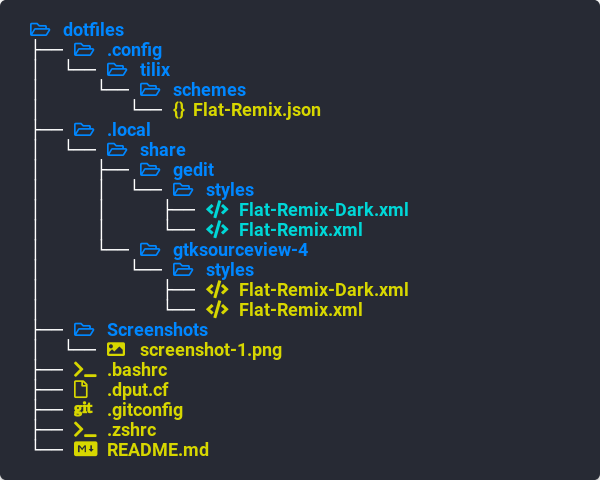 dotfiles
.config
tilix
schemes
{} Flat-Remix.json
.local
share
gedit
styles
</> Flat-Remix-Dark.xml
</> Flat-Remix.xml
gtksourceview-4
styles
</> Flat-Remix-Dark.xml
</> Flat-Remix.xml
Screenshots
screenshot-1.png
>_ .bashrc
.dput.cf
git .gitconfig
>_ .zshrc
M↓ README.md